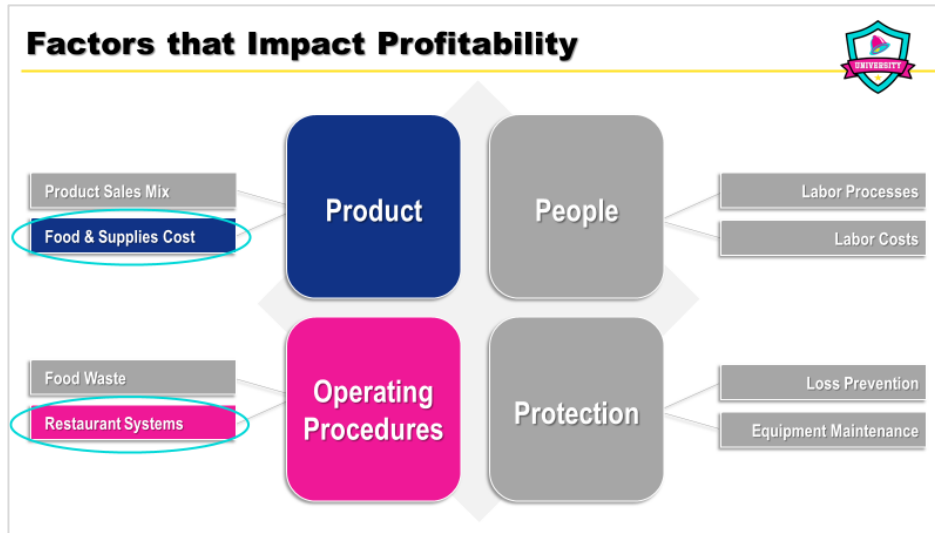 Factors that Impact Profitability
UNIVERSITY
Product Sales Mix
Food & Supplies Cost
Product
People
Labor Processes
Labor Costs
Food Waste
Restaurant Systems
Operating
Procedures
Protection
Loss Prevention
Equipment Maintenance